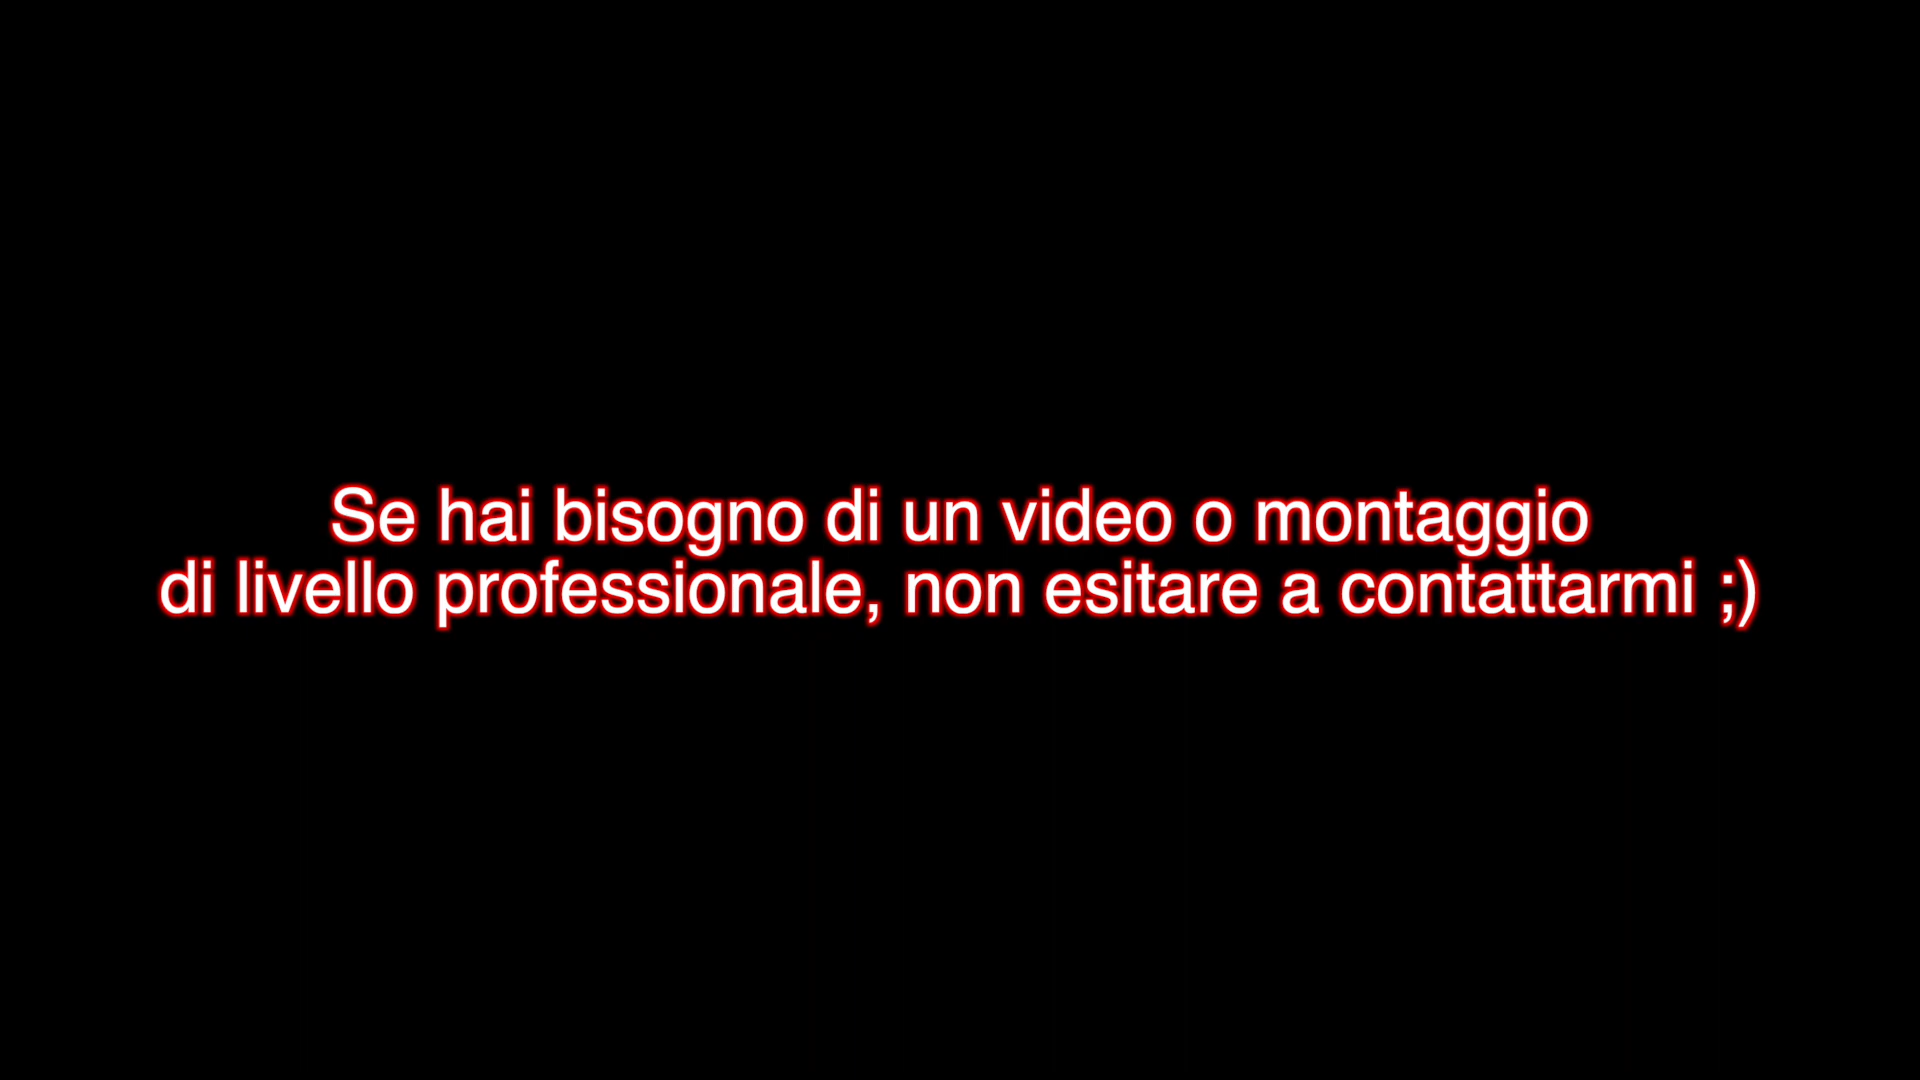 Se hai bisogno di un video o montaggio
di livello professionale, non esitare a contattarmi ;)